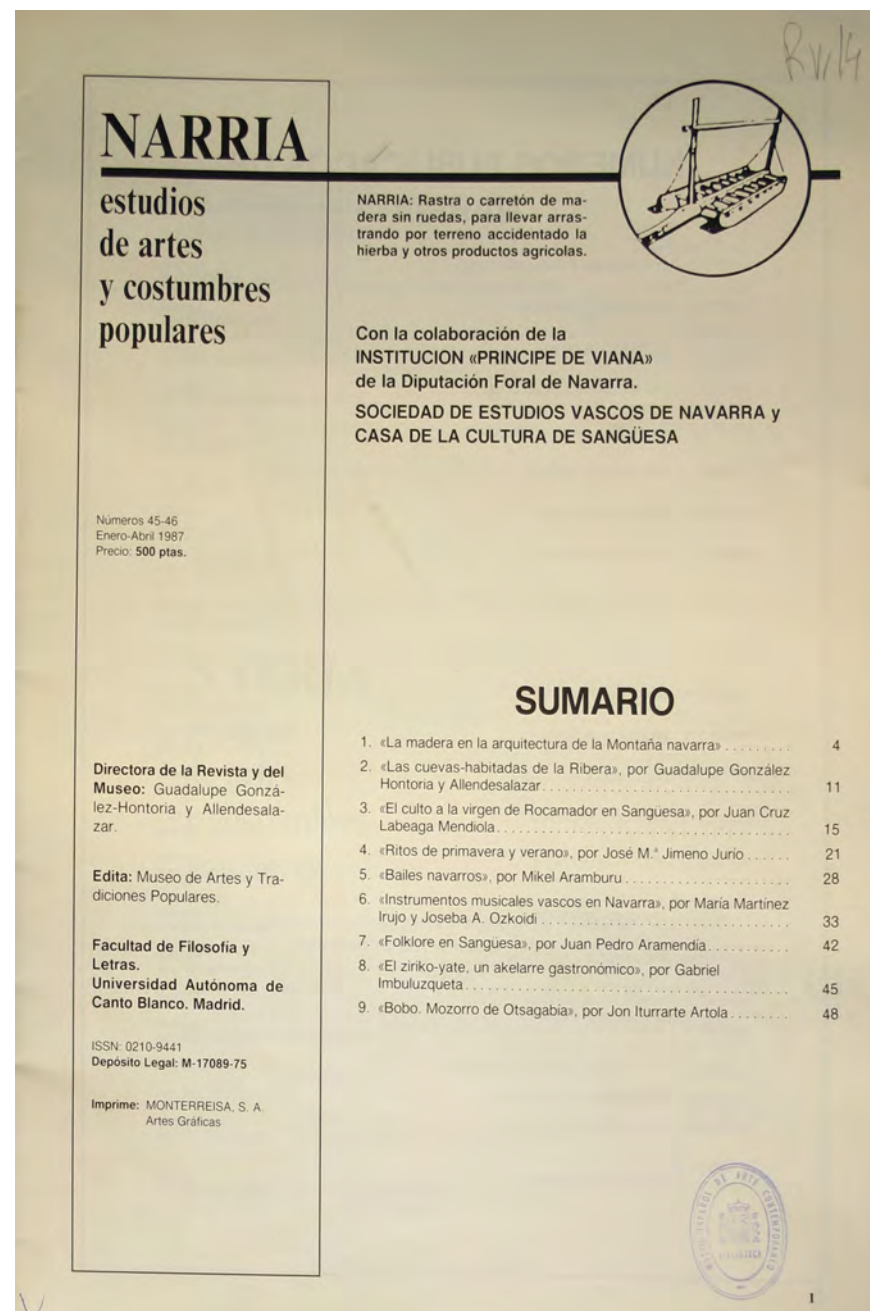 Rv/4
NARRIA
estudios
de artes
y costumbres
populares
NARRIA: Rastra o carretón de ma-
dera sin ruedas, para llevar arras-
trando por terreno accidentado la
hierba y otros productos agrícolas.
Con la colaboración de la
INSTITUCION «PRINCIPE DE VIANA»
de la Diputación Foral de Navarra.
SOCIEDAD DE ESTUDIOS VASCOS DE NAVARRA y
CASA DE LA CULTURA DE SANGÜESA
Números 45-46
Enero-Abril 1987
Precio: 500 ptas.
Directora de la Revista y del
Museo: Guadalupe Gonzá-
lez-Hontoria y Allendesala-
zar.
Edita: Museo de Artes y Tra-
diciones Populares.
Facultad de Filosofía y
Letras.
Universidad Autónoma de
Canto Blanco. Madrid.
ISSN: 0210-9441
Depósito Legal: M-17089-75
Imprime: MONTERREISA, S. A.
Artes Gráficas
SUMARIO
1. «La madera en la arquitectura de la Montaña navarra» ......... 4
2. «Las cuevas-habitadas de la Ribera», por Guadalupe González
Hontoria y Allendesalazar. ................................ 11
3. «El culto a la virgen de Rocamador en Sangüesa», por Juan Cruz
Labeaga Mendiola ...................................... 15
4. «Ritos de primavera y verano», por José M.ª Jimeno Jurío ...... 21
5. «Bailes navarros», por Mikel Aramburu ...................... 28
6. «Instrumentos musicales vascos en Navarra», por María Martínez
Irujo y Joseba A. Ozkoidi ................................ 33
7. «Folklore en Sangüesa», por Juan Pedro Aramendía ........... 42
8. «El ziriko-yate, un akelarre gastronómico», por Gabriel
Imbuluzqueta .......................................... 45
9. «Bobo. Mozorro de Otsagabía», por Jon Iturrarte Artola ........ 48
MUSEO ESPAÑOL DE ARTE CONTEMPORANEO
BIBLIOTECA
1